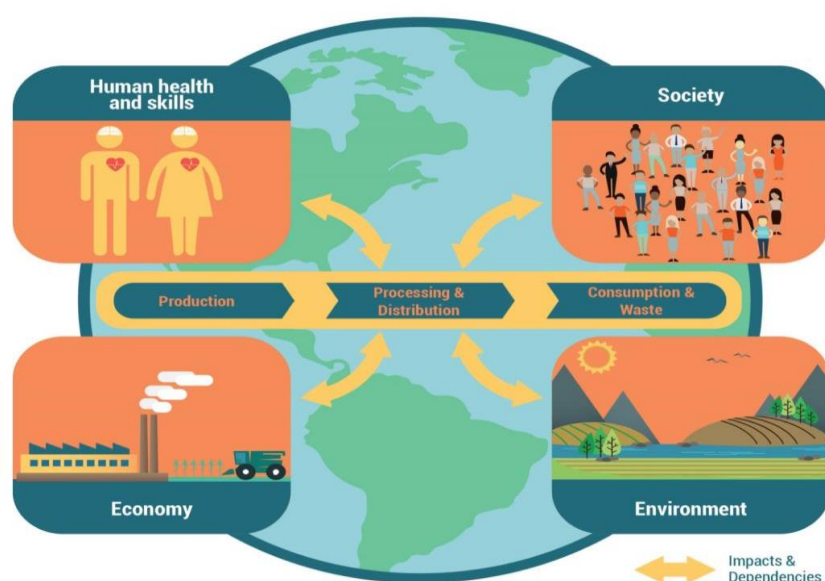 Human health
and skills
Society
Production
Processing &
Distribution
Consumption &
Waste
Economy
Environment
Impacts &
Dependencies